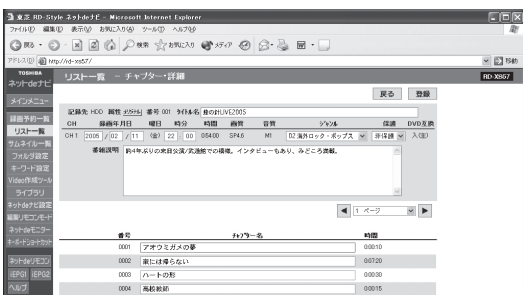 東芝 RD-Style ネットdeナビ - Microsoft Internet Explorer
ファイル(F) 編集(E) 表示(V) お気に入り(A) ツール(T) ヘルプ(H)
戻る 検索 お気に入り メディア
アドレス(D) http://rd-xs57/ 移動
TOSHIBA
ネットdeナビ
リスト一覧 － チャプター・詳細
RD-XS57
戻る 登録
メインメニュー
録画予約一覧
リスト一覧
サムネイル一覧
フォルダ設定
キーワード設定
Video作成ツール
ライブラリ
ネットdeナビ設定
編集リモコンモード
ネットdeモニター
キーボードショートカット
ネットdeリモコン
iEPG1 iEPG2
ヘルプ
記録先 HDD 属性 オリジナル 番号 001 タイトル名 蜂の針LIVE2005
CH 録画年月日 曜日 時分 時間 画質 音質 ジャンル 保護 DVD互換
CH 1 2005 / 02 / 11 (金) 22 : 00 0:54:00 SP4.6 M1 02.海外ロック・ポップス 非保護 入(主)
番組説明 約4年ぶりの来日公演/武道館での模様。インタビューもあり、みどころ満載。
1 ページ
番号 チャプター名 時間
0001 アオウミガメの夢 0:00:10
0002 家には帰らない 0:07:20
0003 ハートの形 0:00:30
0004 高校教師 0:00:15